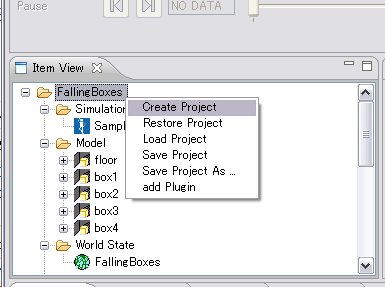 Pause
NO DATA
Item View
FallingBoxes
Create Project
Simulation
Restore Project
Sampl
Load Project
Model
Save Project
floor
Save Project As ...
box1
add Plugin
box2
box3
box4
World State
FallingBoxes